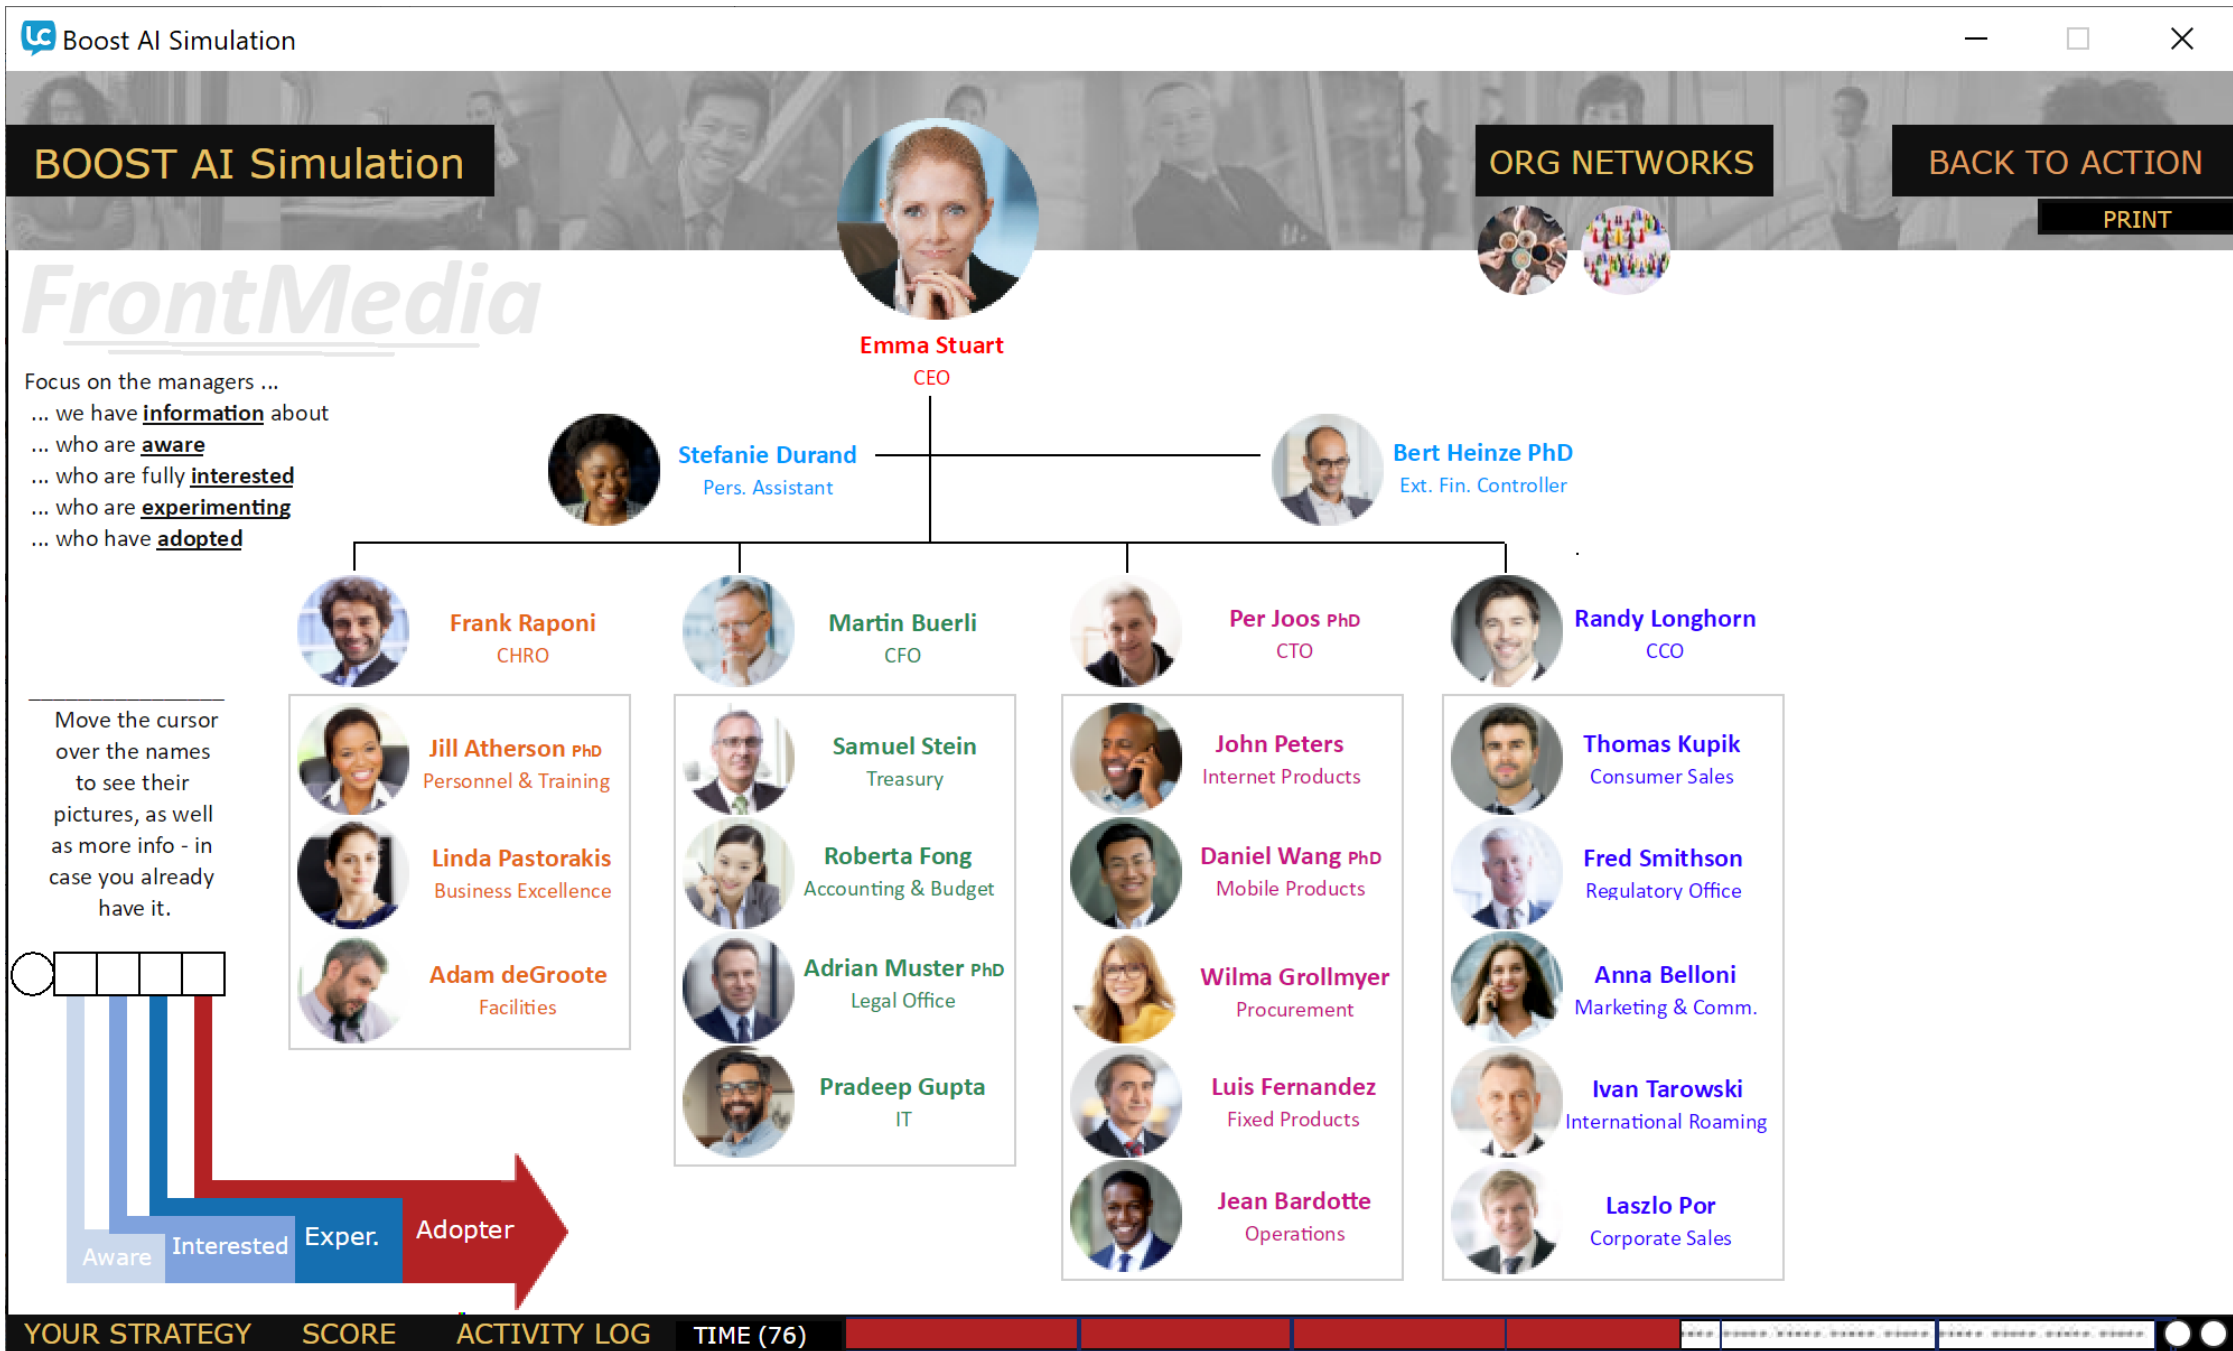 Boost AI Simulation
BOOST AI Simulation
ORG NETWORKS
BACK TO ACTION
PRINT
FrontMedia
Emma Stuart
CEO
Focus on the managers ...
... we have information about
... who are aware
... who are fully interested
... who are experimenting
... who have adopted
Stefanie Durand
Pers. Assistant
Bert Heinze PhD
Ext. Fin. Controller
Frank Raponi
CHRO
Martin Buerli
CFO
Per Joos PhD
CTO
Randy Longhorn
CCO
Move the cursor
over the names
to see their
pictures, as well
as more info - in
case you already
have it.
Jill Atherson PhD
Personnel & Training
Linda Pastorakis
Business Excellence
Adam deGroote
Facilities
Samuel Stein
Treasury
Roberta Fong
Accounting & Budget
Adrian Muster PhD
Legal Office
Pradeep Gupta
IT
John Peters
Internet Products
Daniel Wang PhD
Mobile Products
Wilma Grollmyer
Procurement
Luis Fernandez
Fixed Products
Jean Bardotte
Operations
Thomas Kupik
Consumer Sales
Fred Smithson
Regulatory Office
Anna Belloni
Marketing & Comm.
Ivan Tarowski
International Roaming
Laszlo Por
Corporate Sales
Aware
Interested
Exper.
Adopter
YOUR STRATEGY
SCORE
ACTIVITY LOG
TIME (76)